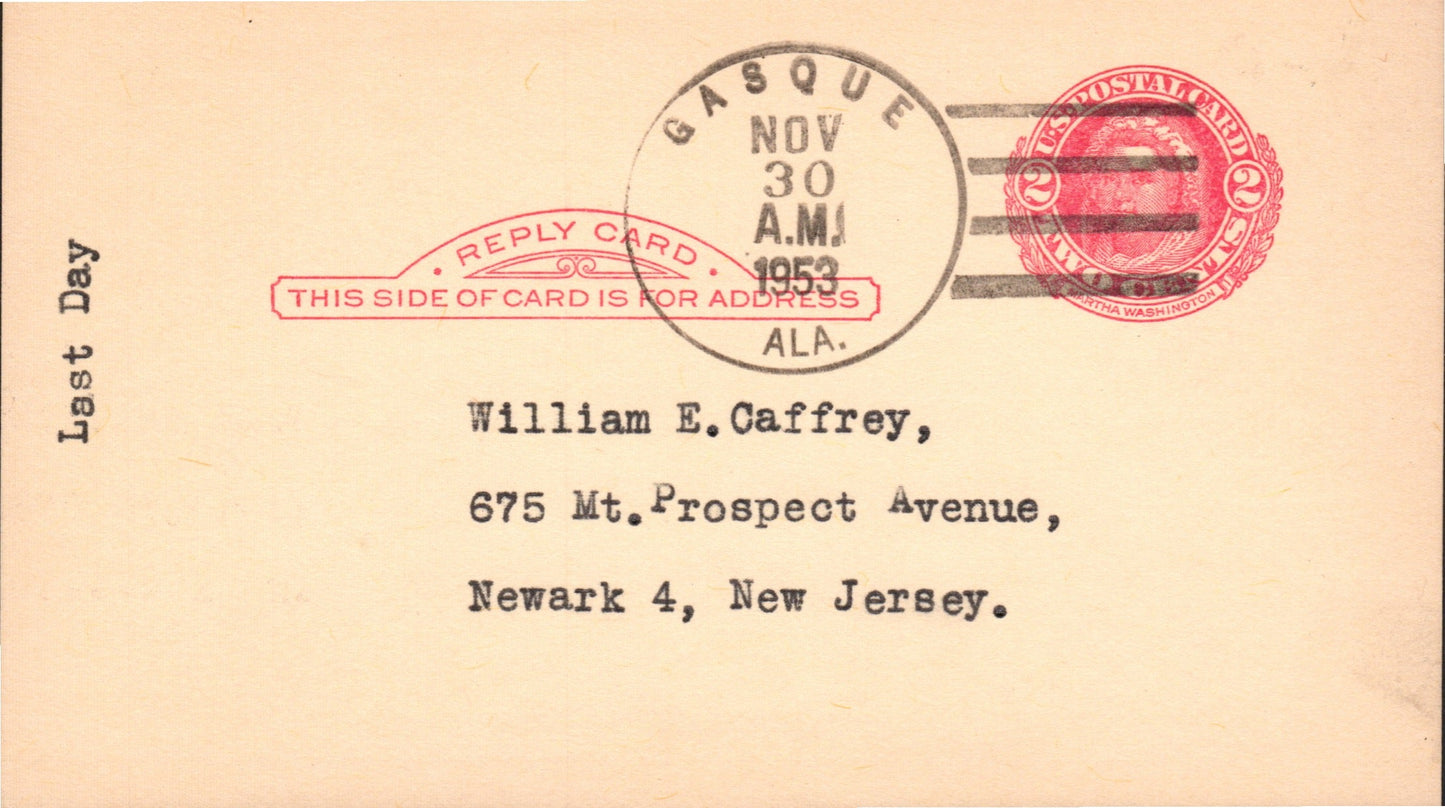 Last Day
REPLY CARD
THIS SIDE OF CARD IS FOR ADDRESS
GASQUE
NOV
30
A.M.
1953
ALA.
U.S. POSTAL CARD
2 2
MARTHA WASHINGTON
William E.Caffrey,
675 Mt.Prospect Avenue,
Newark 4, New Jersey.